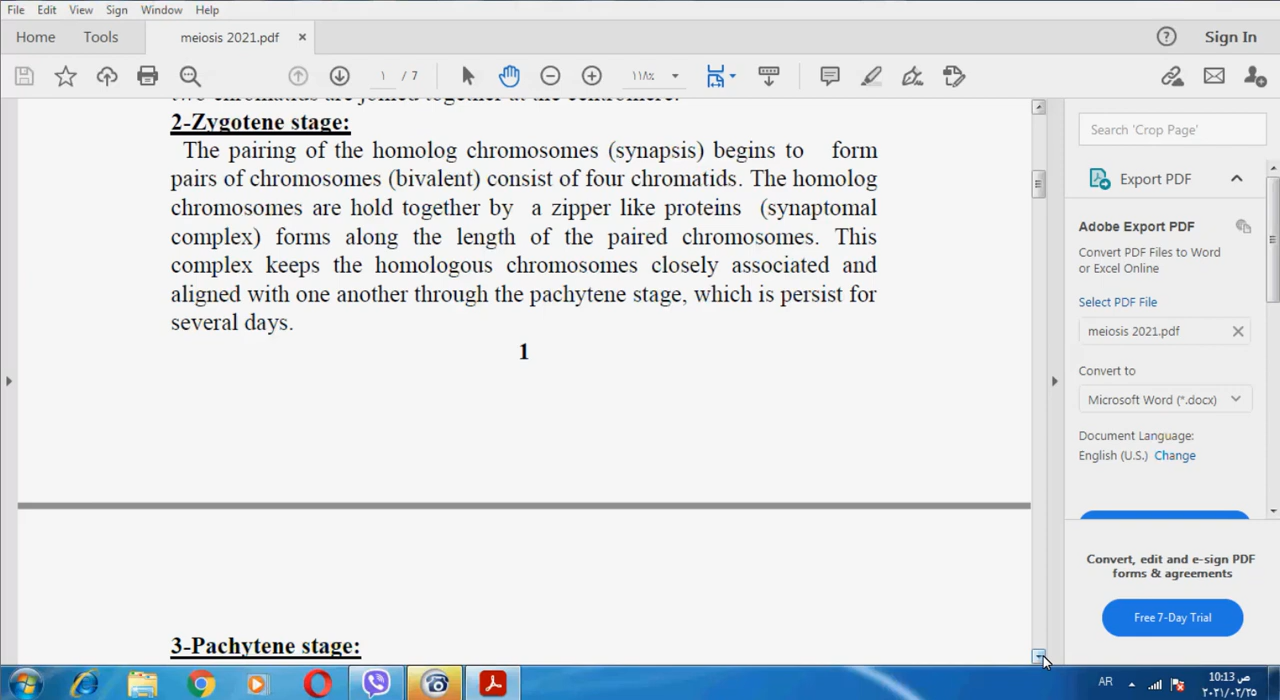 File Edit View Sign Window Help
Home Tools meiosis 2021.pdf × Sign In
١ / 7 ١١٨٪
two chromatids are joined together at the centromere.
2-Zygotene stage:
The pairing of the homolog chromosomes (synapsis) begins to form
pairs of chromosomes (bivalent) consist of four chromatids. The homolog
chromosomes are hold together by a zipper like proteins (synaptomal
complex) forms along the length of the paired chromosomes. This
complex keeps the homologous chromosomes closely associated and
aligned with one another through the pachytene stage, which is persist for
several days.
1
3-Pachytene stage:
Search 'Crop Page'
Export PDF
Adobe Export PDF
Convert PDF Files to Word
or Excel Online
Select PDF File
meiosis 2021.pdf
Convert to
Microsoft Word (*.docx)
Document Language:
English (U.S.) Change
Convert, edit and e-sign PDF
forms & agreements
Free 7-Day Trial
AR
10:13 ص
٢٠٢١/٠٢/٢٥